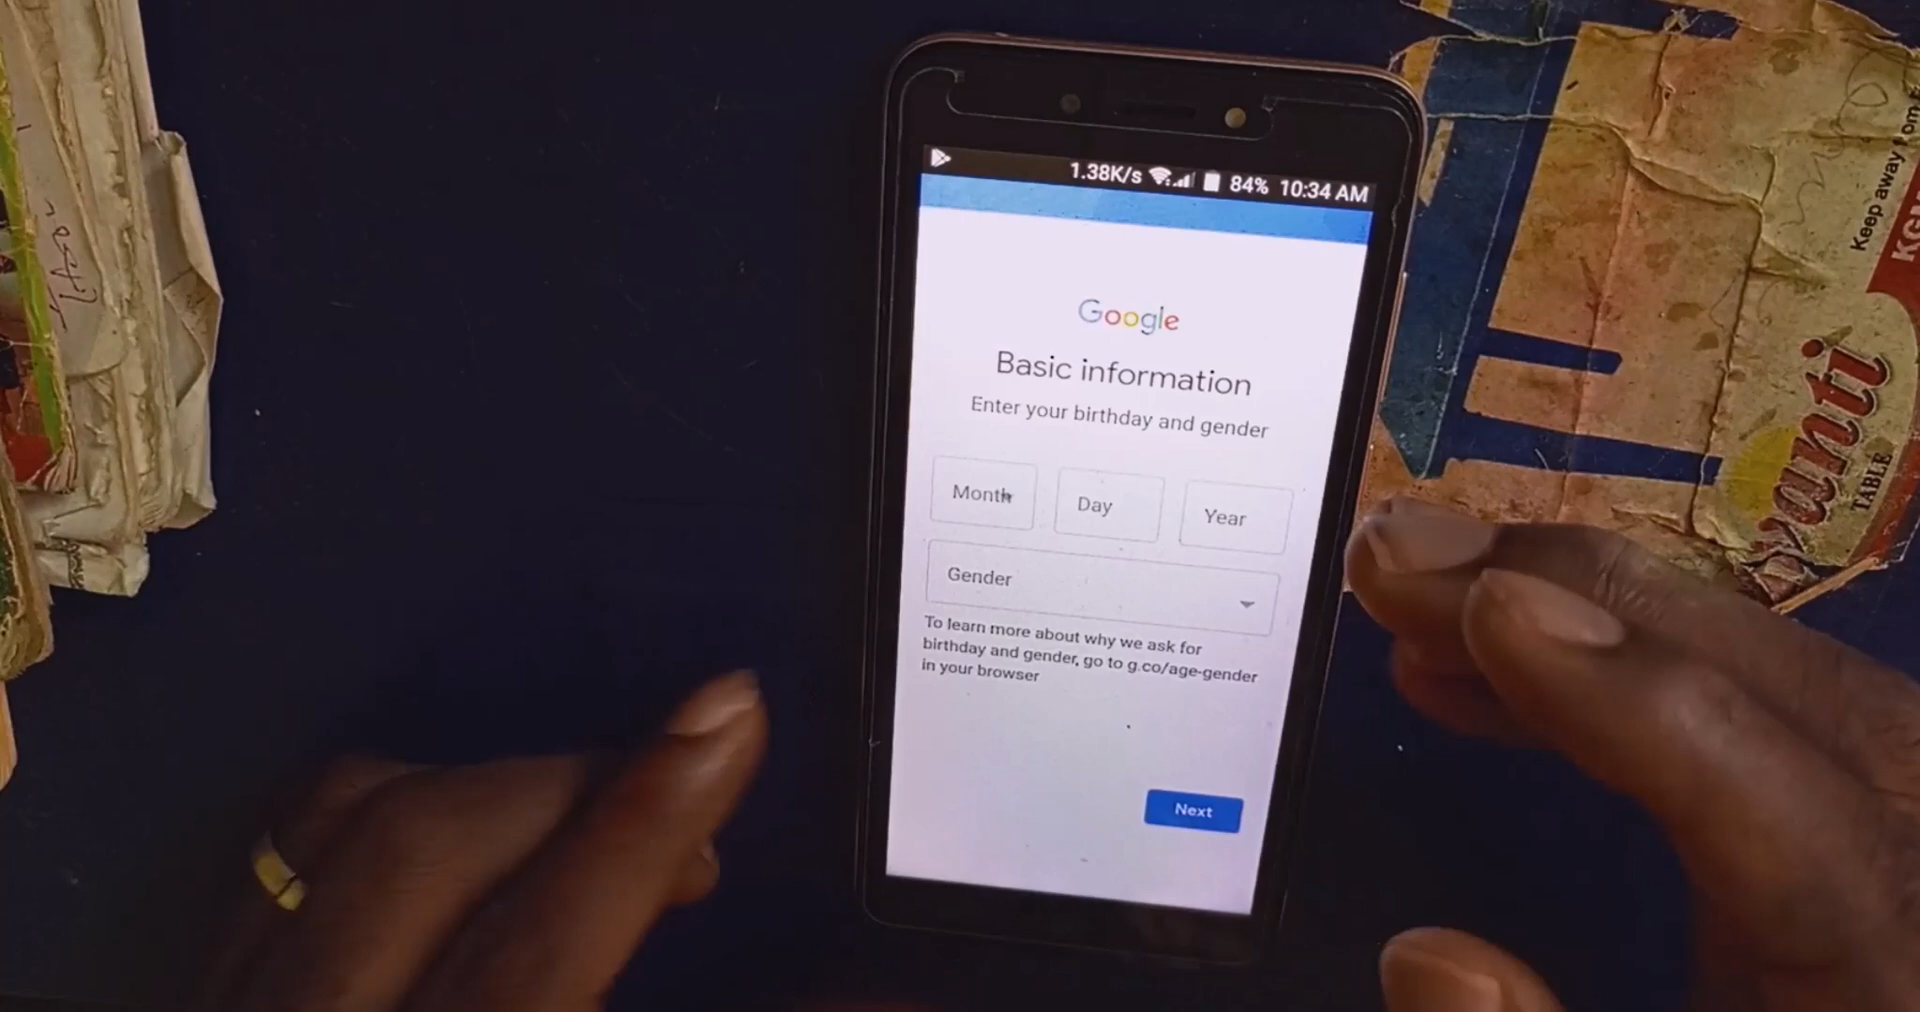 1.38K/s 84% 10:34 AM
Google
Basic information
Enter your birthday and gender
Month
Day
Year
Gender
To learn more about why we ask for
birthday and gender, go to g.co/age-gender
in your browser
Next
Keep away
TABLE